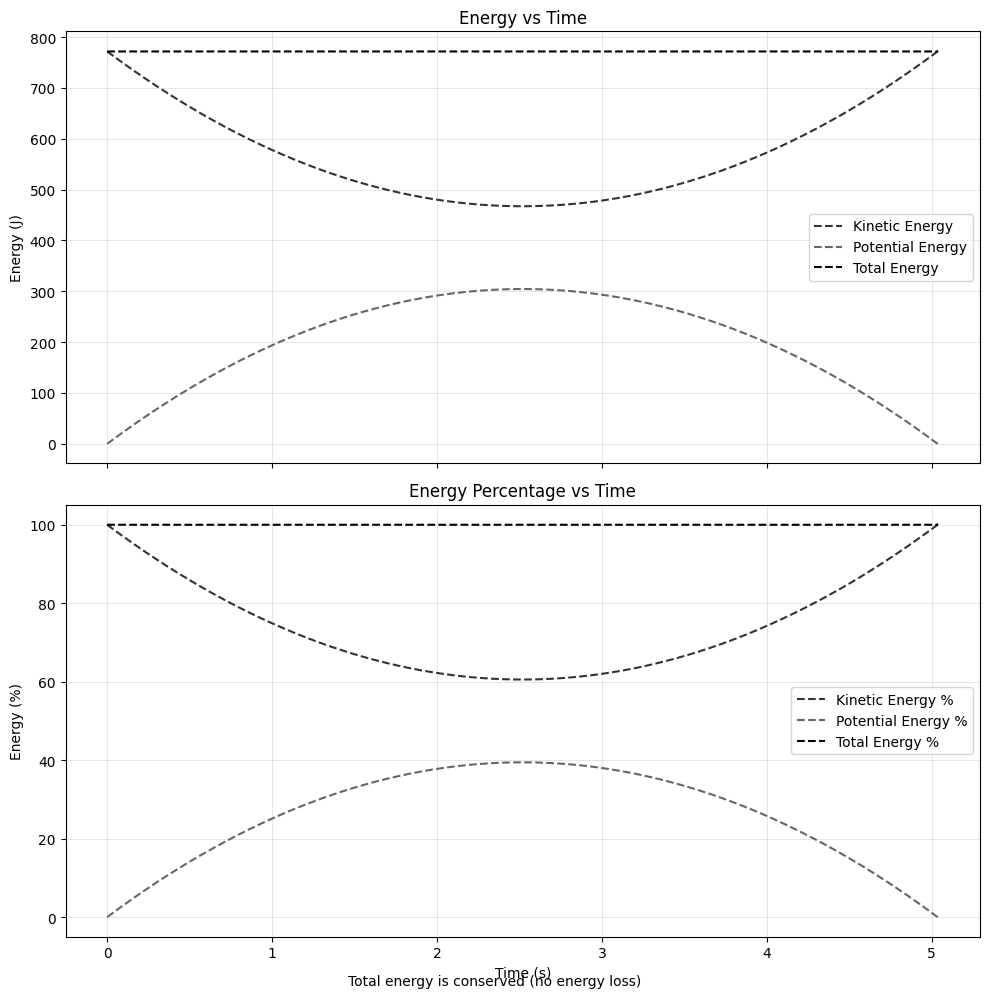 Energy vs Time
800
700
600
500
400
300
200
100
0
Energy (J)
Kinetic Energy
Potential Energy
Total Energy
Energy Percentage vs Time
100
80
60
40
20
0
Energy (%)
Kinetic Energy %
Potential Energy %
Total Energy %
0 1 2 3 4 5
Time (s)
Total energy is conserved (no energy loss)